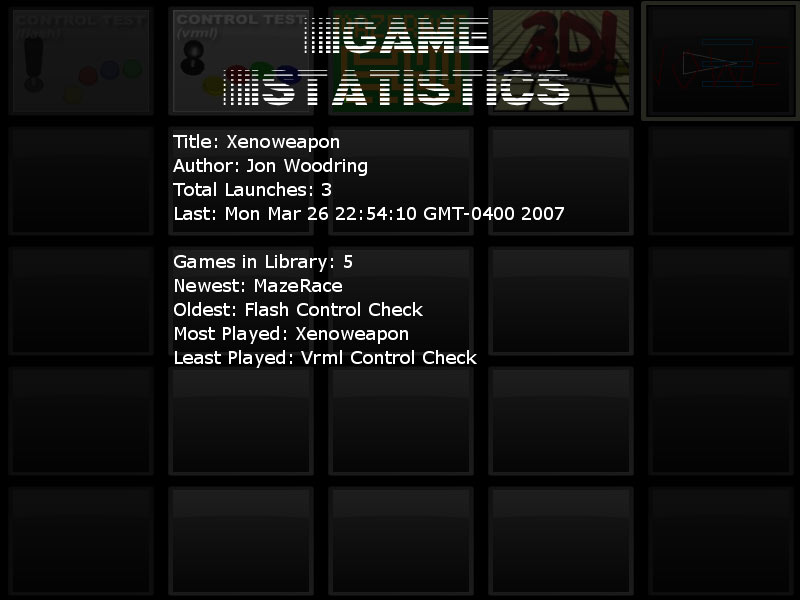 CONTROL TEST
(flash)
CONTROL TEST
(vrml)
3D!
GAME
STATISTICS
Title: Xenoweapon
Author: Jon Woodring
Total Launches: 3
Last: Mon Mar 26 22:54:10 GMT-0400 2007
Games in Library: 5
Newest: MazeRace
Oldest: Flash Control Check
Most Played: Xenoweapon
Least Played: Vrml Control Check